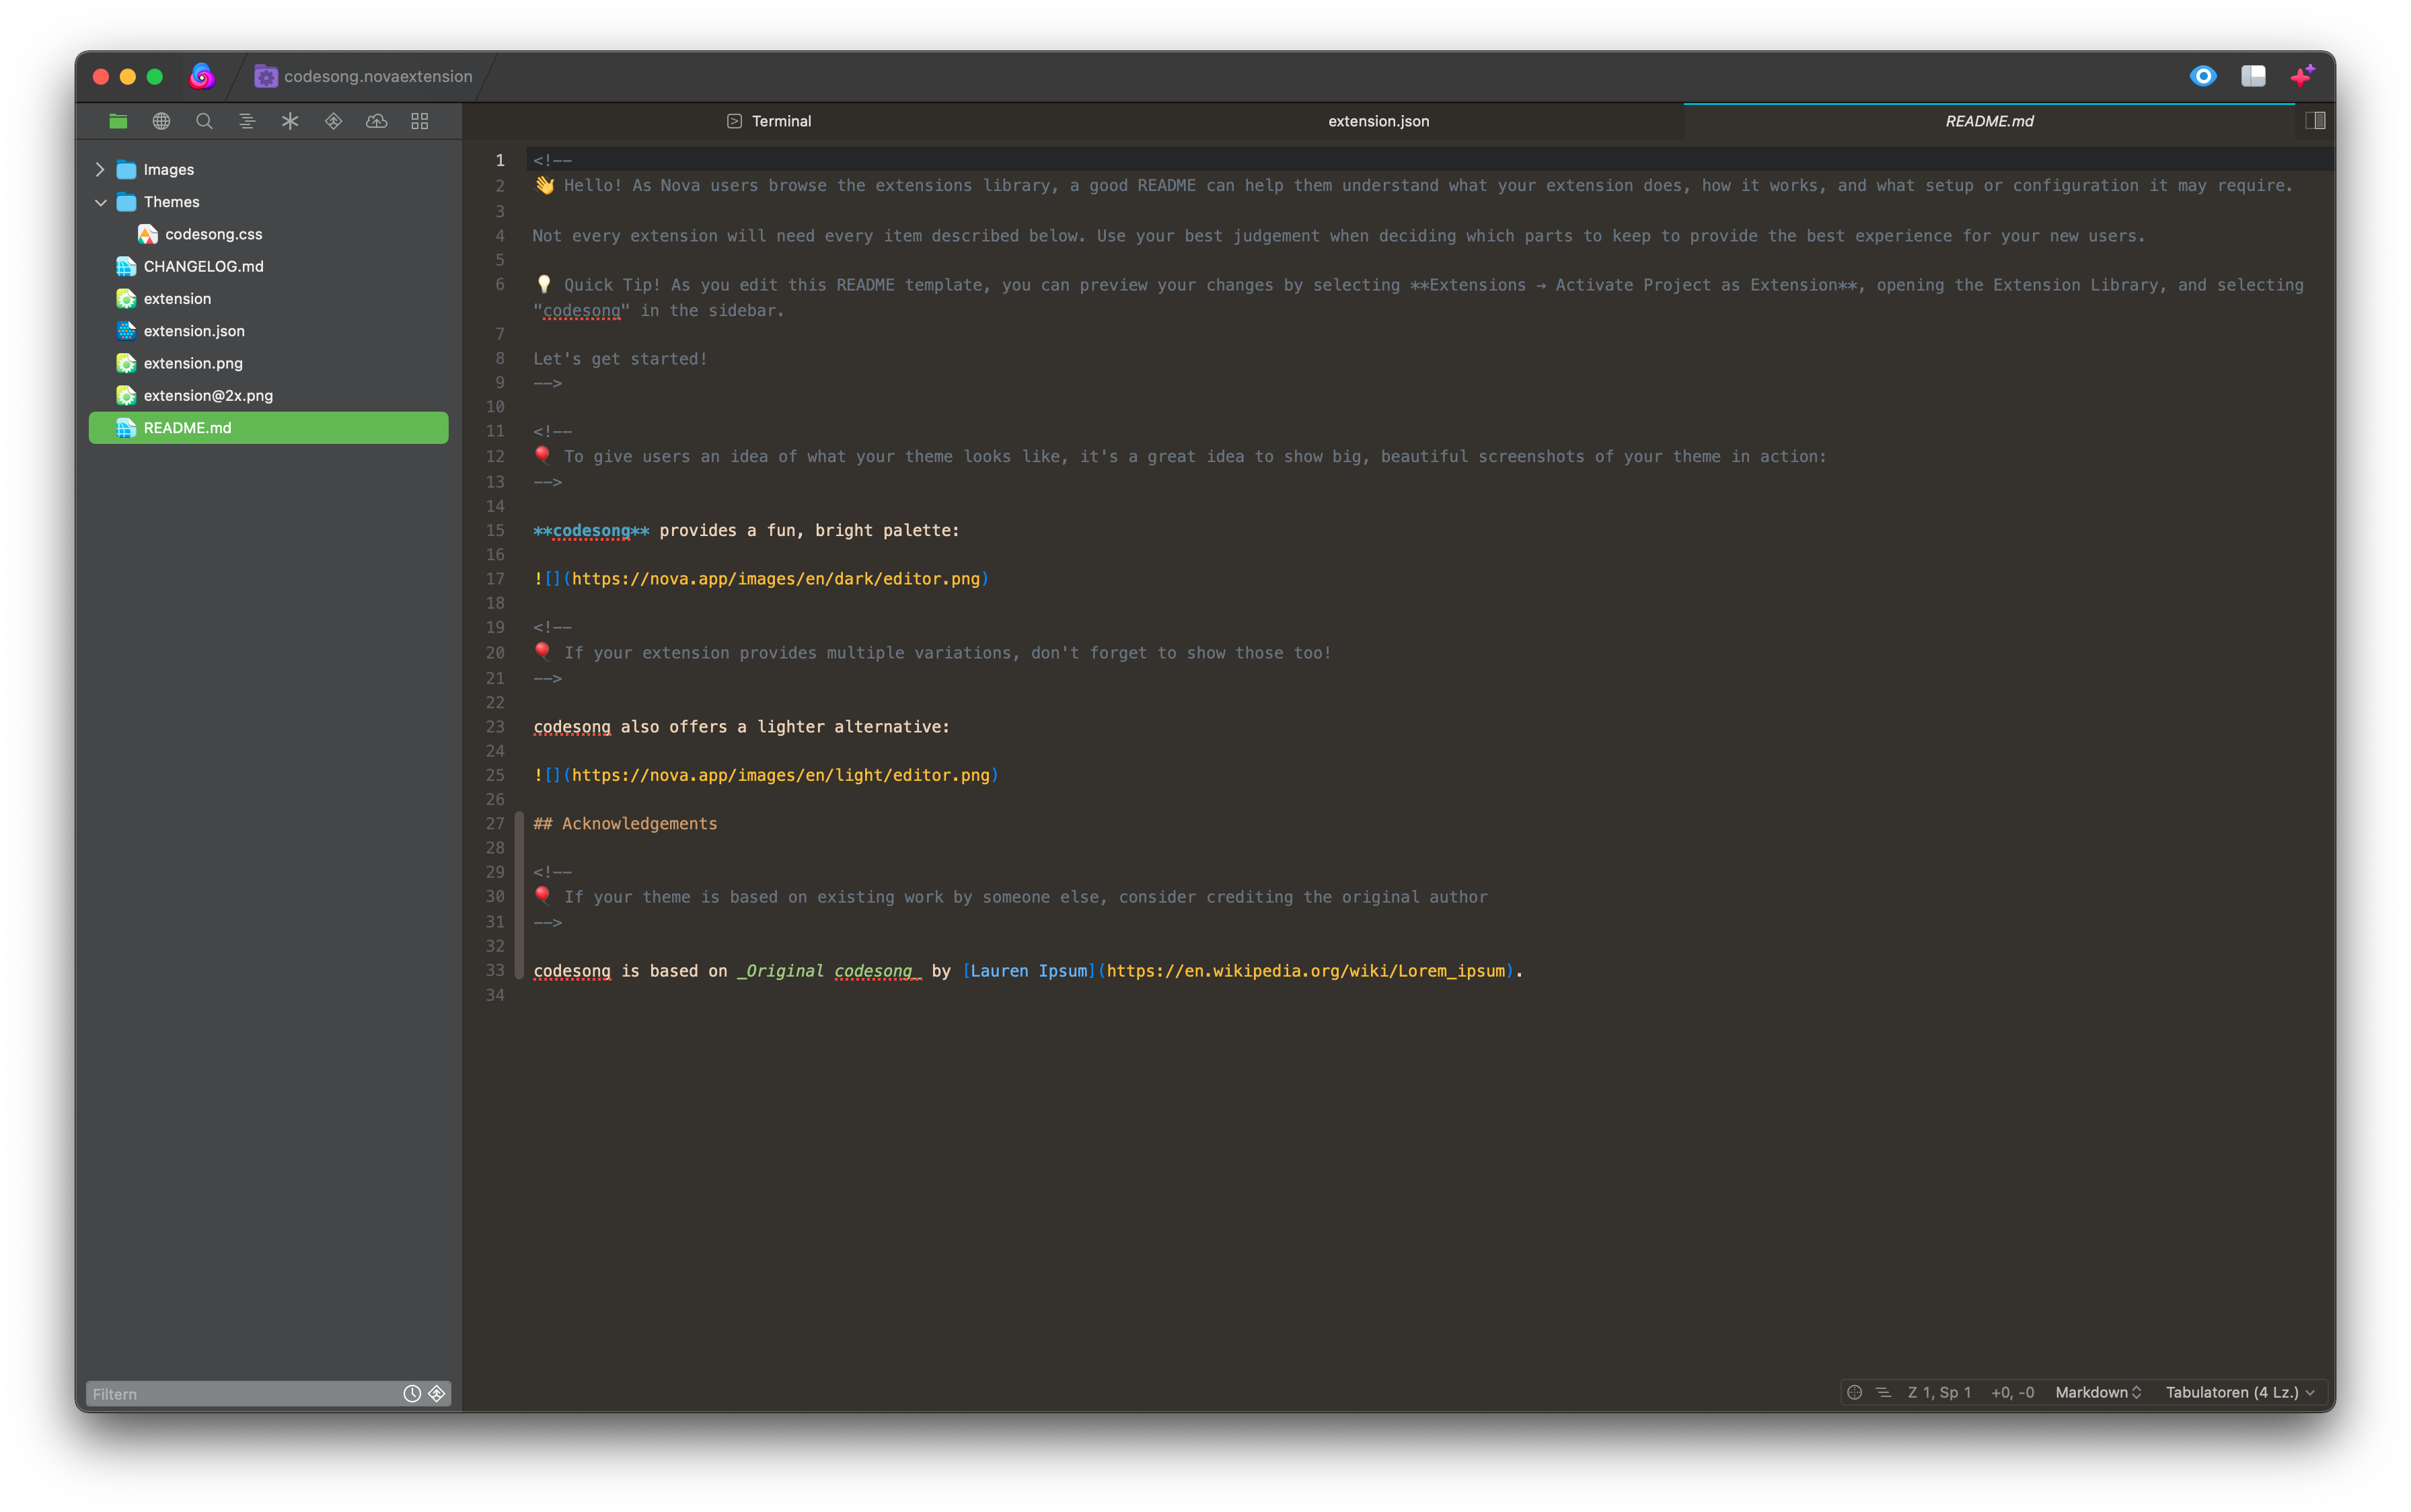 codesong.novaextension
Terminal
extension.json
README.md
Images
Themes
codesong.css
CHANGELOG.md
extension
extension.json
extension.png
extension@2x.png
README.md
Filtern
1 <!--
2 👋 Hello! As Nova users browse the extensions library, a good README can help them understand what your extension does, how it works, and what setup or configuration it may require.
3
4 Not every extension will need every item described below. Use your best judgement when deciding which parts to keep to provide the best experience for your new users.
5
6 💡 Quick Tip! As you edit this README template, you can preview your changes by selecting **Extensions → Activate Project as Extension**, opening the Extension Library, and selecting
"codesong" in the sidebar.
7
8 Let's get started!
9 -->
10
11 <!--
12 🎈 To give users an idea of what your theme looks like, it's a great idea to show big, beautiful screenshots of your theme in action:
13 -->
14
15 **codesong** provides a fun, bright palette:
16
17 ![](https://nova.app/images/en/dark/editor.png)
18
19 <!--
20 🎈 If your extension provides multiple variations, don't forget to show those too!
21 -->
22
23 codesong also offers a lighter alternative:
24
25 ![](https://nova.app/images/en/light/editor.png)
26
27 ## Acknowledgements
28
29 <!--
30 🎈 If your theme is based on existing work by someone else, consider crediting the original author
31 -->
32
33 codesong is based on _Original codesong_ by [Lauren Ipsum](https://en.wikipedia.org/wiki/Lorem_ipsum).
34
Z 1, Sp 1 +0, -0 Markdown Tabulatoren (4 Lz.)